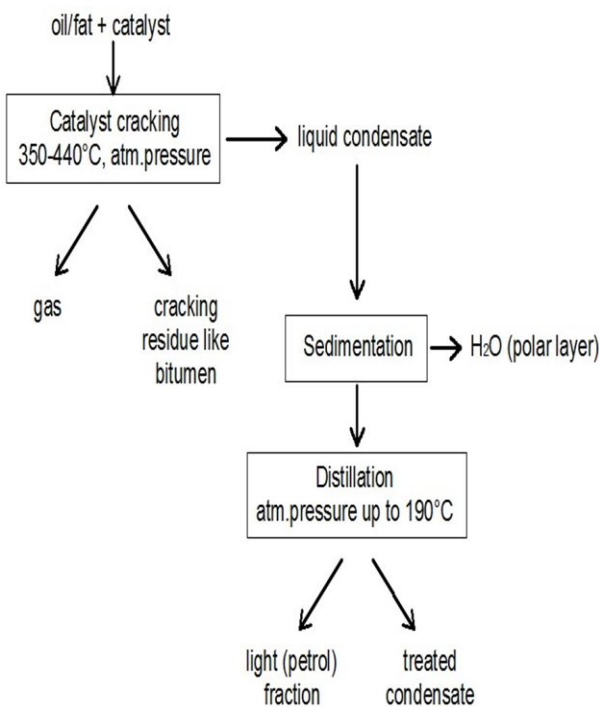 oil/fat + catalyst
Catalyst cracking
350-440°C, atm.pressure
liquid condensate
gas
cracking
residue like
bitumen
Sedimentation
H₂O (polar layer)
Distillation
atm.pressure up to 190°C
light (petrol)
fraction
treated
condensate